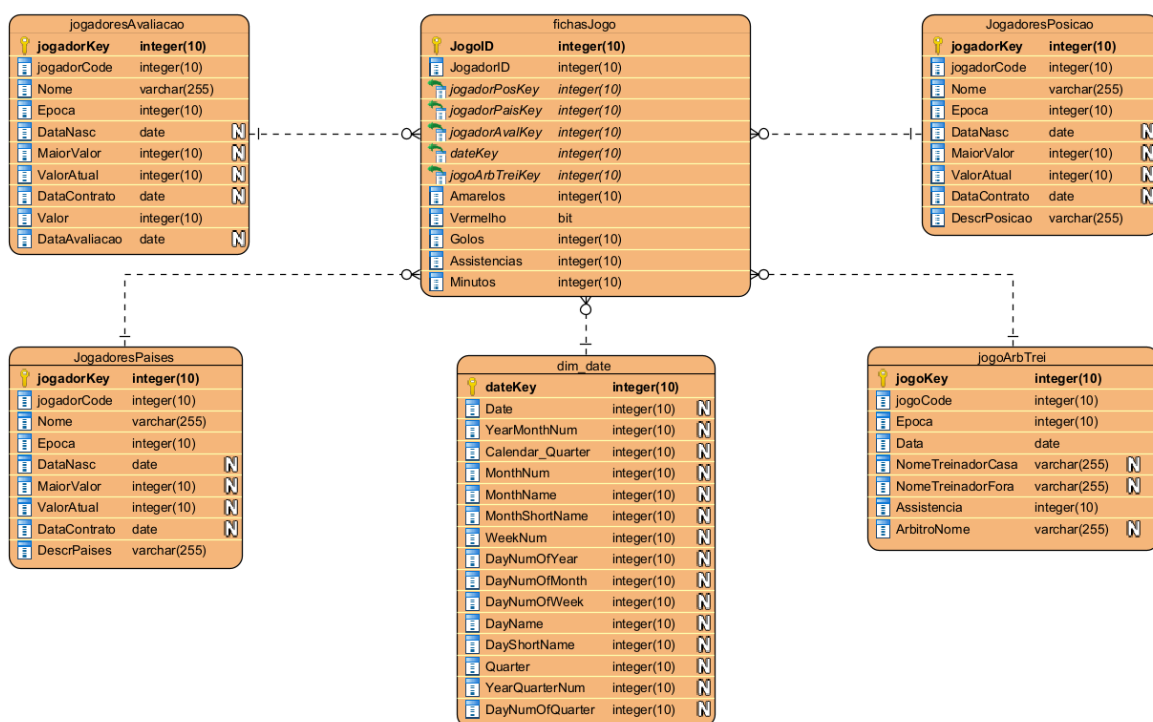 jogadoresAvaliacao
jogadorKey integer(10)
jogadorCode integer(10)
Nome varchar(255)
Epoca integer(10)
DataNasc date N
MaiorValor integer(10) N
ValorAtual integer(10) N
DataContrato date N
Valor integer(10)
DataAvaliacao date N
fichasJogo
JogoID integer(10)
JogadorID integer(10)
jogadorPosKey integer(10)
jogadorPaisKey integer(10)
jogadorAvalKey integer(10)
dateKey integer(10)
jogoArbTreiKey integer(10)
Amarelos integer(10)
Vermelho bit
Golos integer(10)
Assistencias integer(10)
Minutos integer(10)
JogadoresPosicao
jogadorKey integer(10)
jogadorCode integer(10)
Nome varchar(255)
Epoca integer(10)
DataNasc date N
MaiorValor integer(10) N
ValorAtual integer(10) N
DataContrato date N
DescrPosicao varchar(255)
JogadoresPaises
jogadorKey integer(10)
jogadorCode integer(10)
Nome varchar(255)
Epoca integer(10)
DataNasc date N
MaiorValor integer(10) N
ValorAtual integer(10) N
DataContrato date N
DescrPaises varchar(255)
dim_date
dateKey integer(10)
Date integer(10) N
YearMonthNum integer(10) N
Calendar_Quarter integer(10) N
MonthNum integer(10) N
MonthName integer(10) N
MonthShortName integer(10) N
WeekNum integer(10) N
DayNumOfYear integer(10) N
DayNumOfMonth integer(10) N
DayNumOfWeek integer(10) N
DayName integer(10) N
DayShortName integer(10) N
Quarter integer(10) N
YearQuarterNum integer(10) N
DayNumOfQuarter integer(10) N
jogoArbTrei
jogoKey integer(10)
jogoCode integer(10)
Epoca integer(10)
Data date
NomeTreinadorCasa varchar(255) N
NomeTreinadorFora varchar(255) N
Assistencia integer(10)
ArbitroNome varchar(255) N